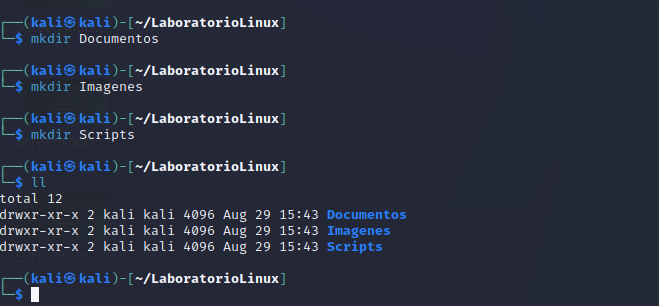 ┌──(kali㉿kali)-[~/LaboratorioLinux]
└─$ mkdir Documentos
┌──(kali㉿kali)-[~/LaboratorioLinux]
└─$ mkdir Imagenes
┌──(kali㉿kali)-[~/LaboratorioLinux]
└─$ mkdir Scripts
┌──(kali㉿kali)-[~/LaboratorioLinux]
└─$ ll
total 12
drwxr-xr-x 2 kali kali 4096 Aug 29 15:43 Documentos
drwxr-xr-x 2 kali kali 4096 Aug 29 15:43 Imagenes
drwxr-xr-x 2 kali kali 4096 Aug 29 15:43 Scripts
┌──(kali㉿kali)-[~/LaboratorioLinux]
└─$